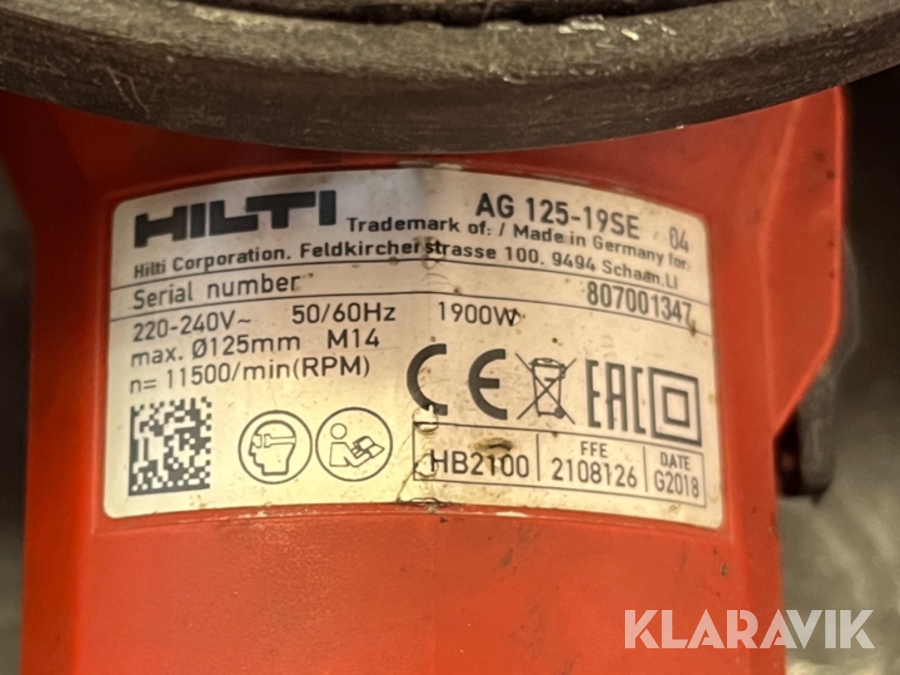 HILTI AG 125-19SE 04
Trademark of: / Made in Germany for:
Hilti Corporation, Feldkircherstrasse 100, 9494 Schaan, LI
Serial number 807001347
220-240V~ 50/60Hz 1900W
max. Ø125mm M14
n= 11500/min(RPM)
CE EAC
HB2100 FFE 2108126 DATE G2018
KLARAVIK